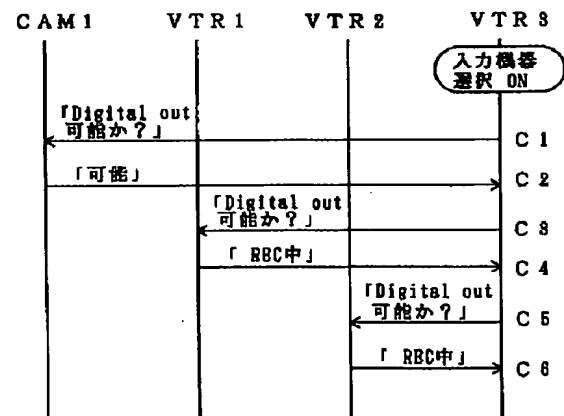 CAM1 VTR1 VTR2 VTR3
入力機器
選択 ON
「Digital out
可能か？」
C1
「可能」
C2
「Digital out
可能か？」
C3
「REC中」
C4
「Digital out
可能か？」
C5
「REC中」
C6